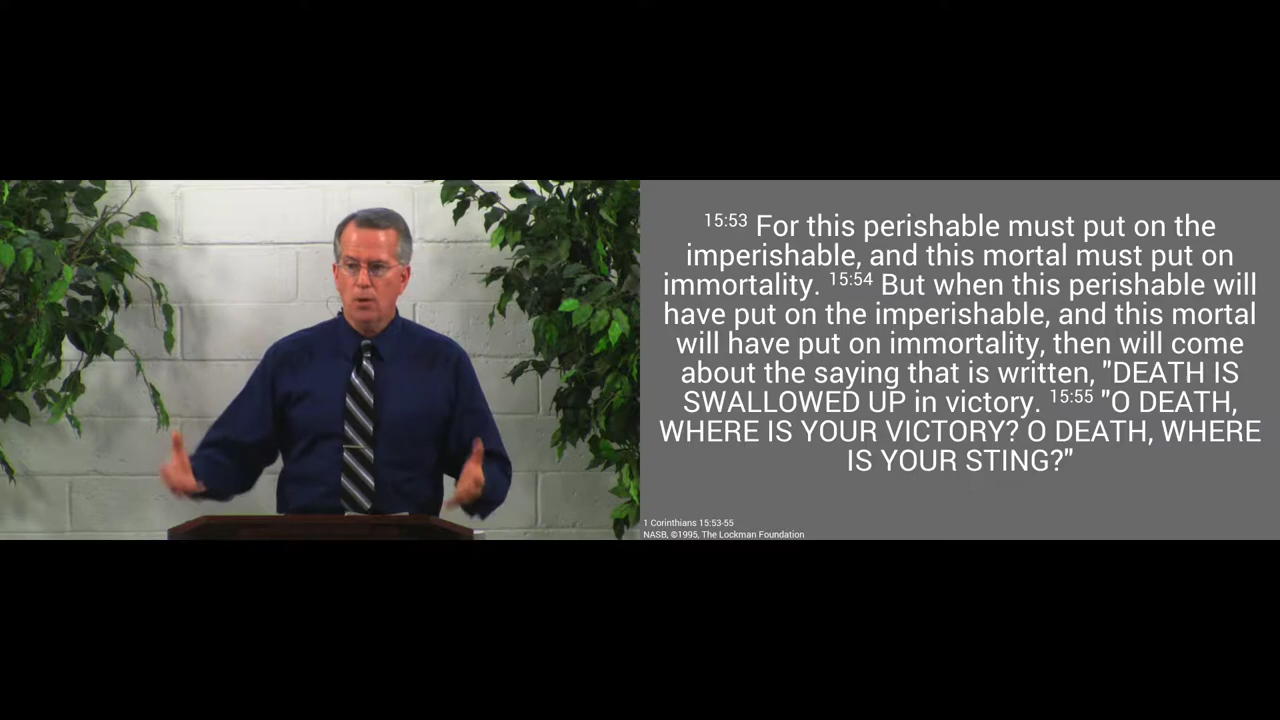 15:53 For this perishable must put on the
imperishable, and this mortal must put on
immortality. 15:54 But when this perishable will
have put on the imperishable, and this mortal
will have put on immortality, then will come
about the saying that is written, "DEATH IS
SWALLOWED UP in victory. 15:55 "O DEATH,
WHERE IS YOUR VICTORY? O DEATH, WHERE
IS YOUR STING?"
1 Corinthians 15:53-55
NASB, ©1995, The Lockman Foundation